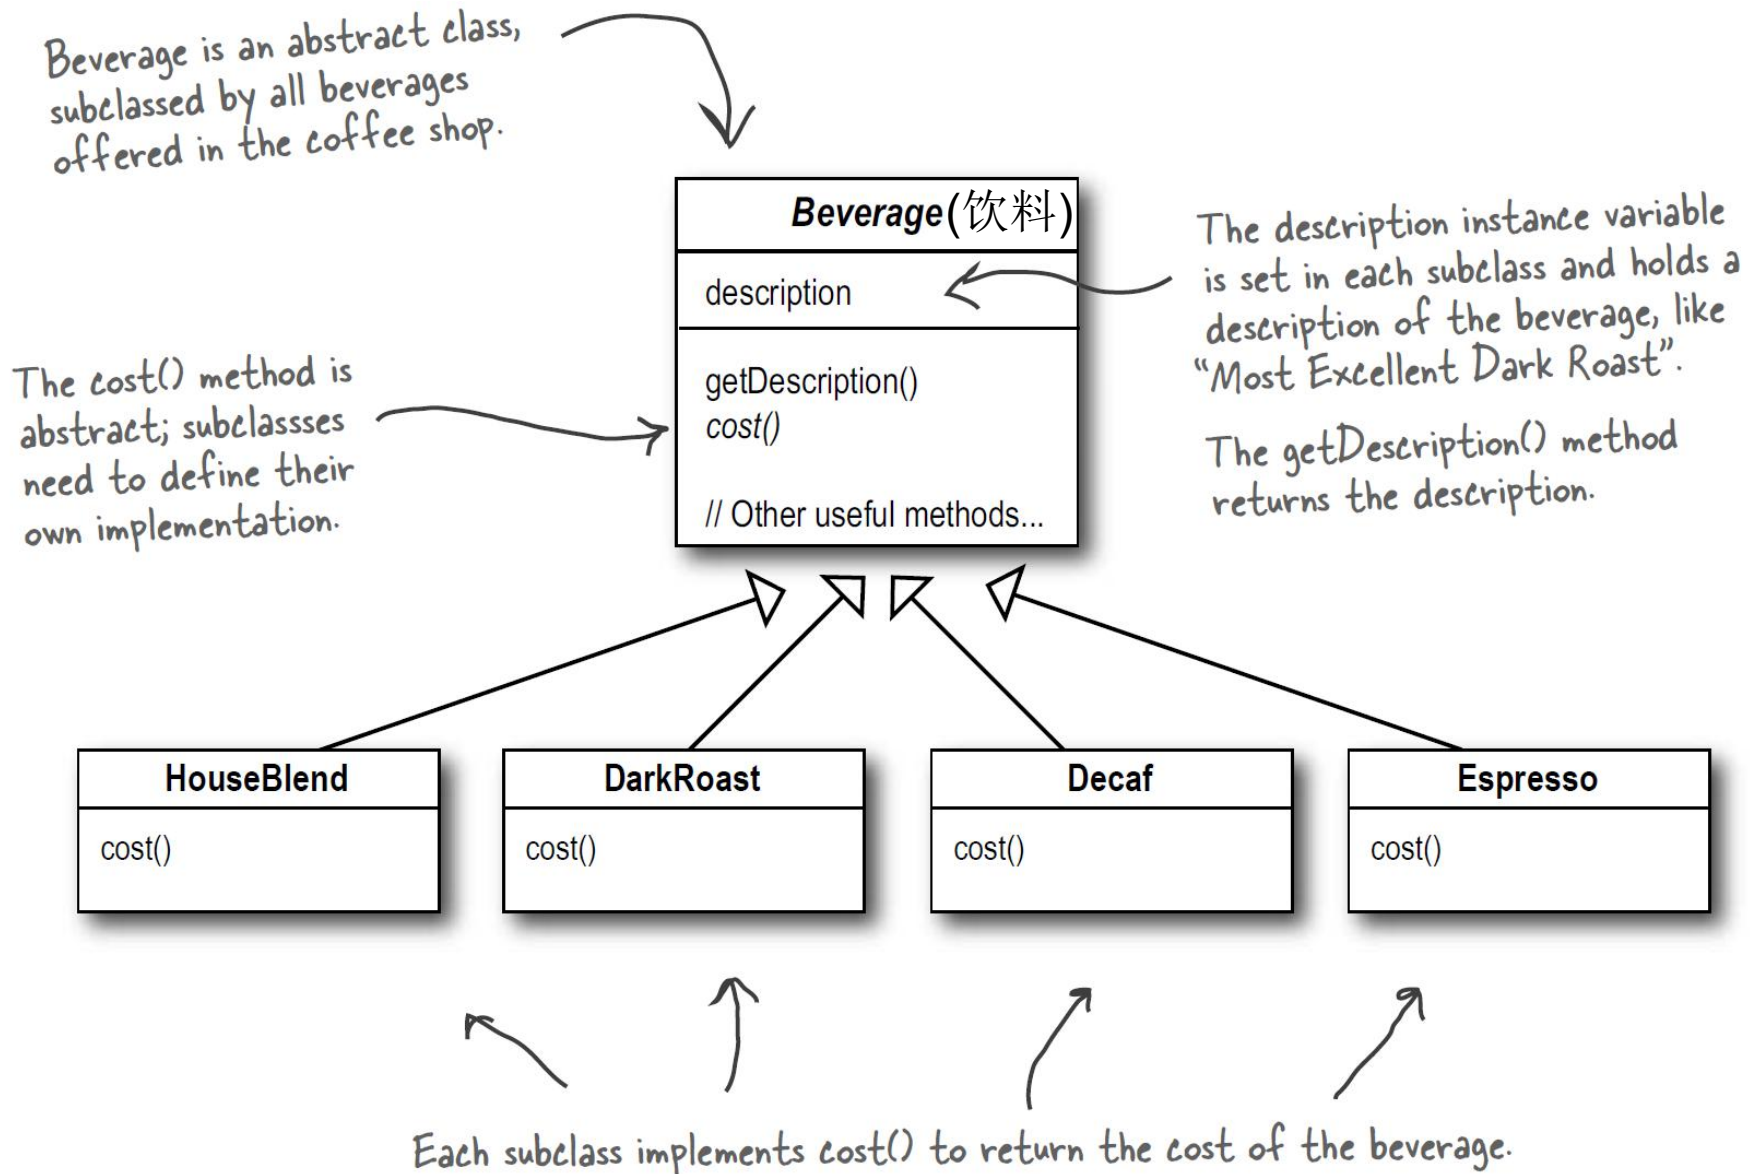 Beverage is an abstract class,
subclassed by all beverages
offered in the coffee shop.
Beverage(饮料)
description
The description instance variable
is set in each subclass and holds a
description of the beverage, like
“Most Excellent Dark Roast”.
The getDescription() method
returns the description.
The cost() method is
abstract; subclassses
need to define their
own implementation.
getDescription()
cost()
// Other useful methods...
HouseBlend
cost()
DarkRoast
cost()
Decaf
cost()
Espresso
cost()
Each subclass implements cost() to return the cost of the beverage.